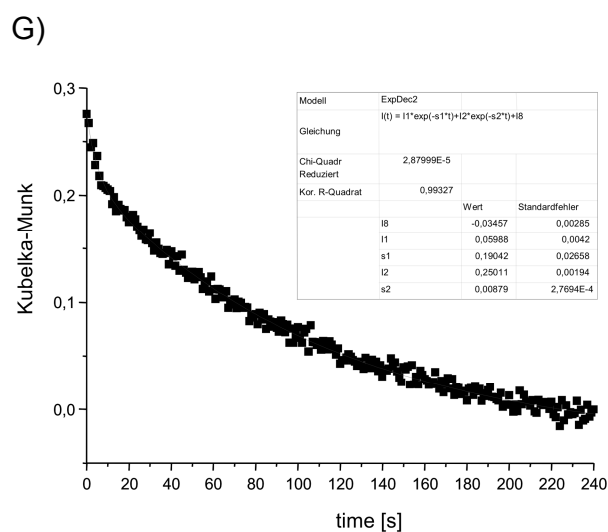 G)
0,3
0,2
0,1
0,0
Kubelka-Munk
0 20 40 60 80 100 120 140 160 180 200 220 240
time [s]
Modell ExpDec2
Gleichung I(t) = I1*exp(-s1*t)+I2*exp(-s2*t)+I8
Chi-Quadr Reduziert 2,87999E-5
Kor. R-Quadrat 0,99327
Wert Standardfehler
I8 -0,03457 0,00285
I1 0,05988 0,0042
s1 0,19042 0,02658
I2 0,25011 0,00194
s2 0,00879 2,7694E-4